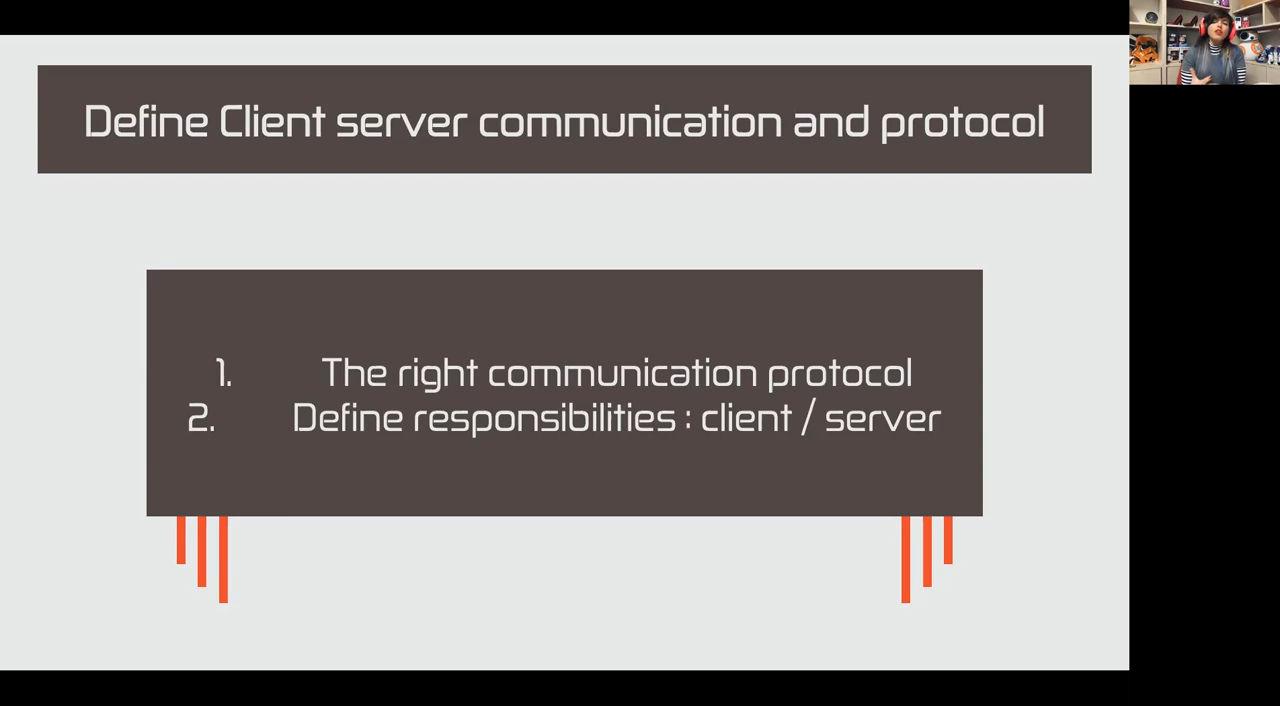 Define Client server communication and protocol
1. The right communication protocol
2. Define responsibilities : client / server